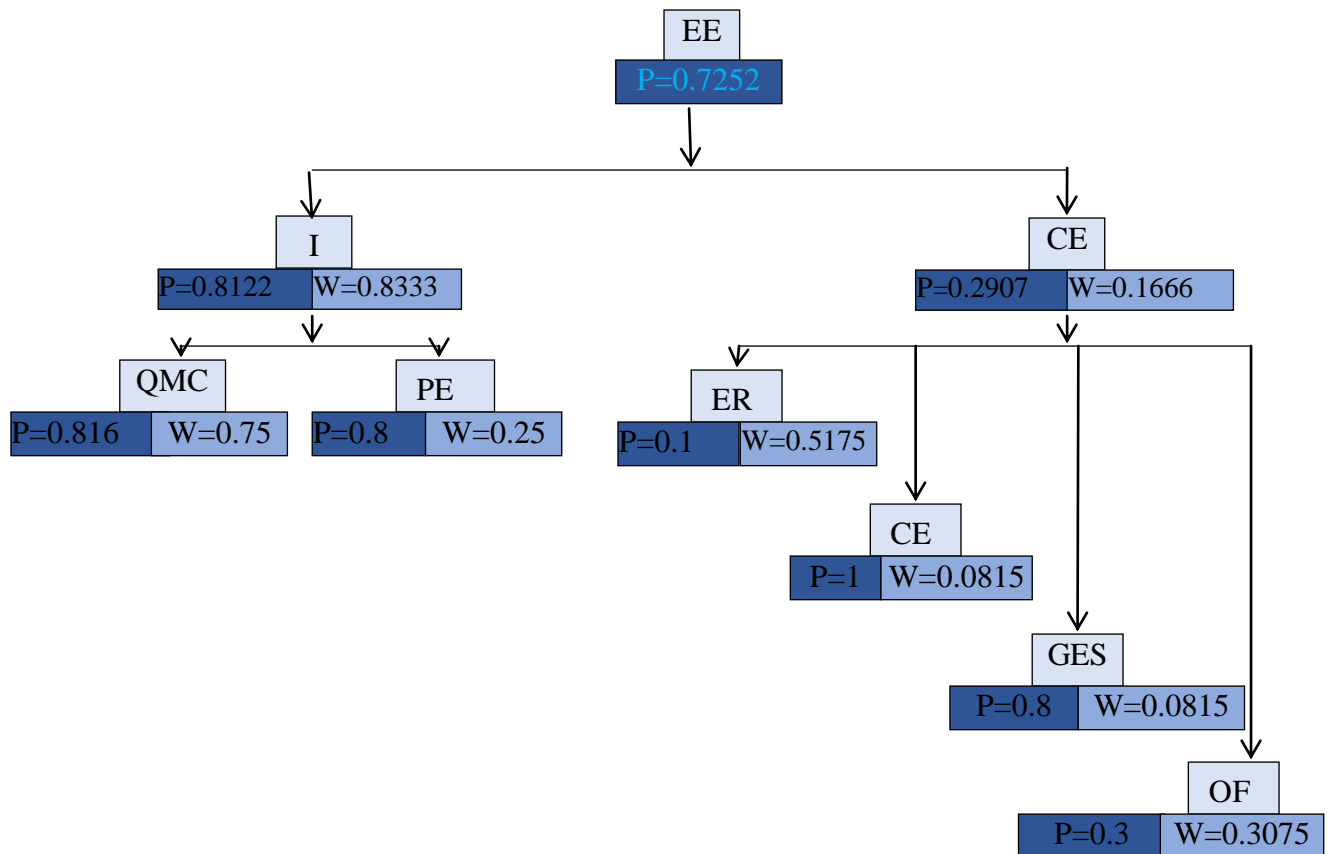 EE
P=0.7252
I
CE
P=0.8122 W=0.8333
P=0.2907 W=0.1666
QMC
PE
P=0.816 W=0.75
P=0.8 W=0.25
ER
P=0.1 W=0.5175
CE
P=1 W=0.0815
GES
P=0.8 W=0.0815
OF
P=0.3 W=0.3075